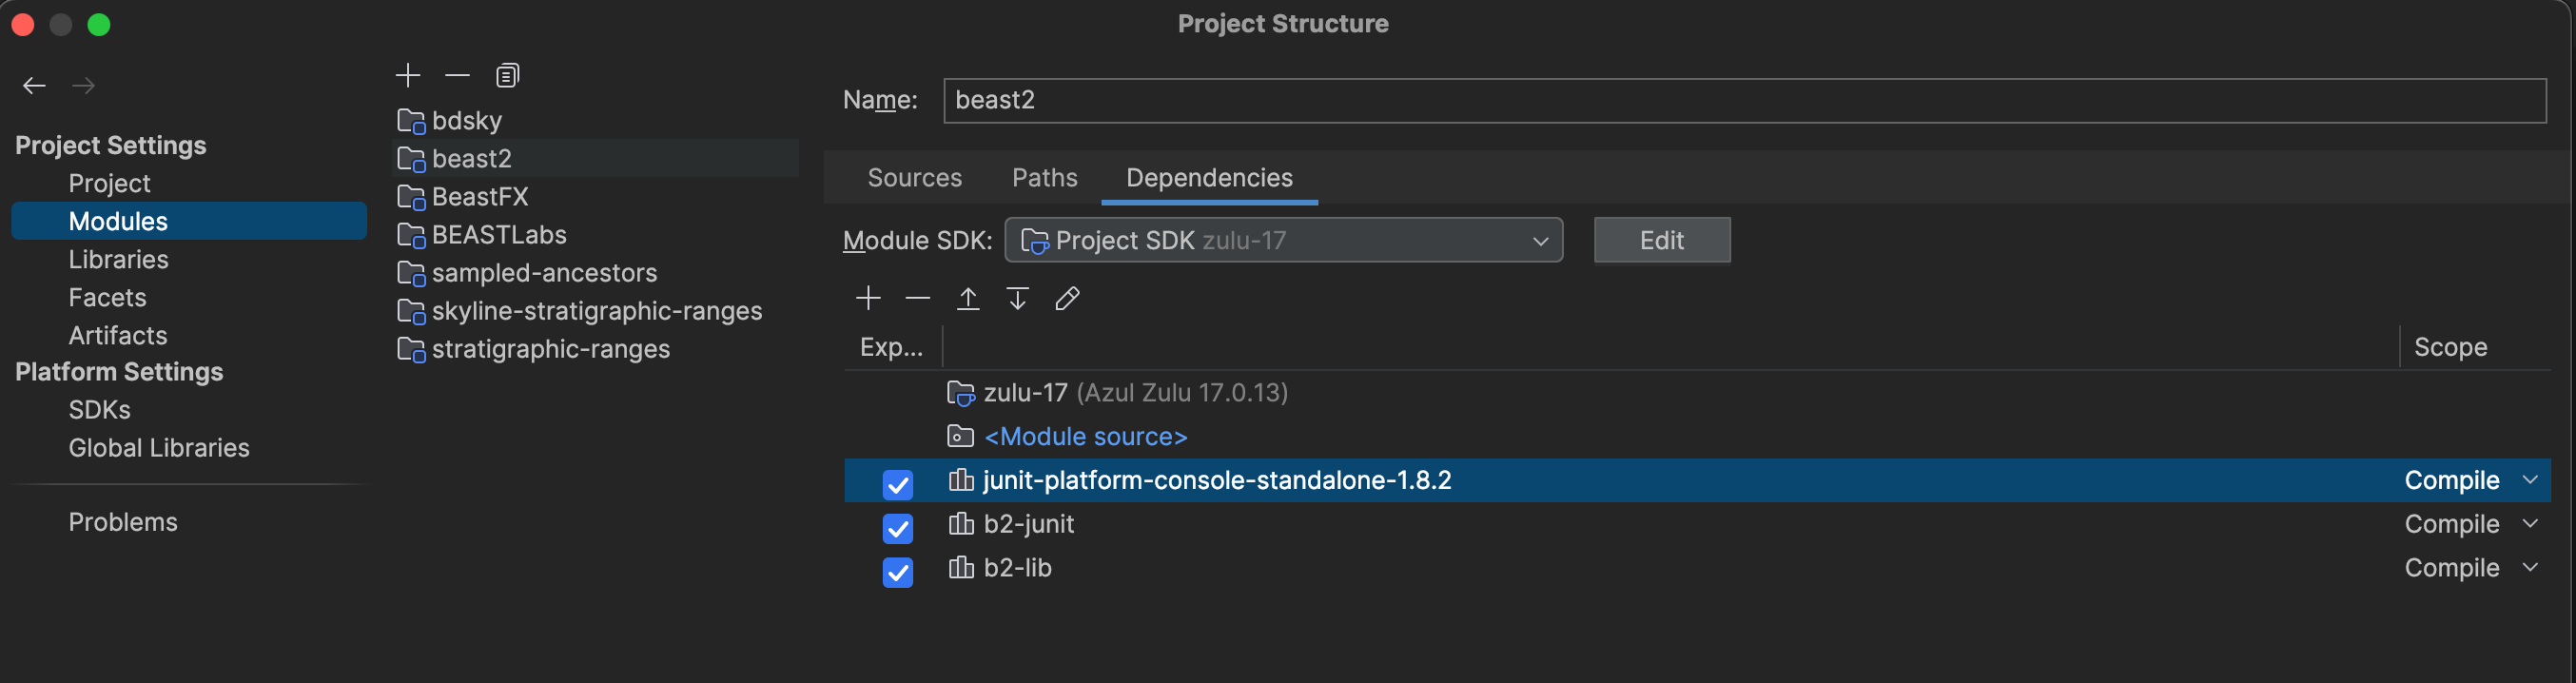 Project Structure
Project Settings
Project
Modules
Libraries
Facets
Artifacts
Platform Settings
SDKs
Global Libraries
Problems
bdsky
beast2
BeastFX
BEASTLabs
sampled-ancestors
skyline-stratigraphic-ranges
stratigraphic-ranges
Name: beast2
Sources Paths Dependencies
Module SDK: Project SDK zulu-17 Edit
Exp... Scope
zulu-17 (Azul Zulu 17.0.13)
<Module source>
junit-platform-console-standalone-1.8.2 Compile
b2-junit Compile
b2-lib Compile